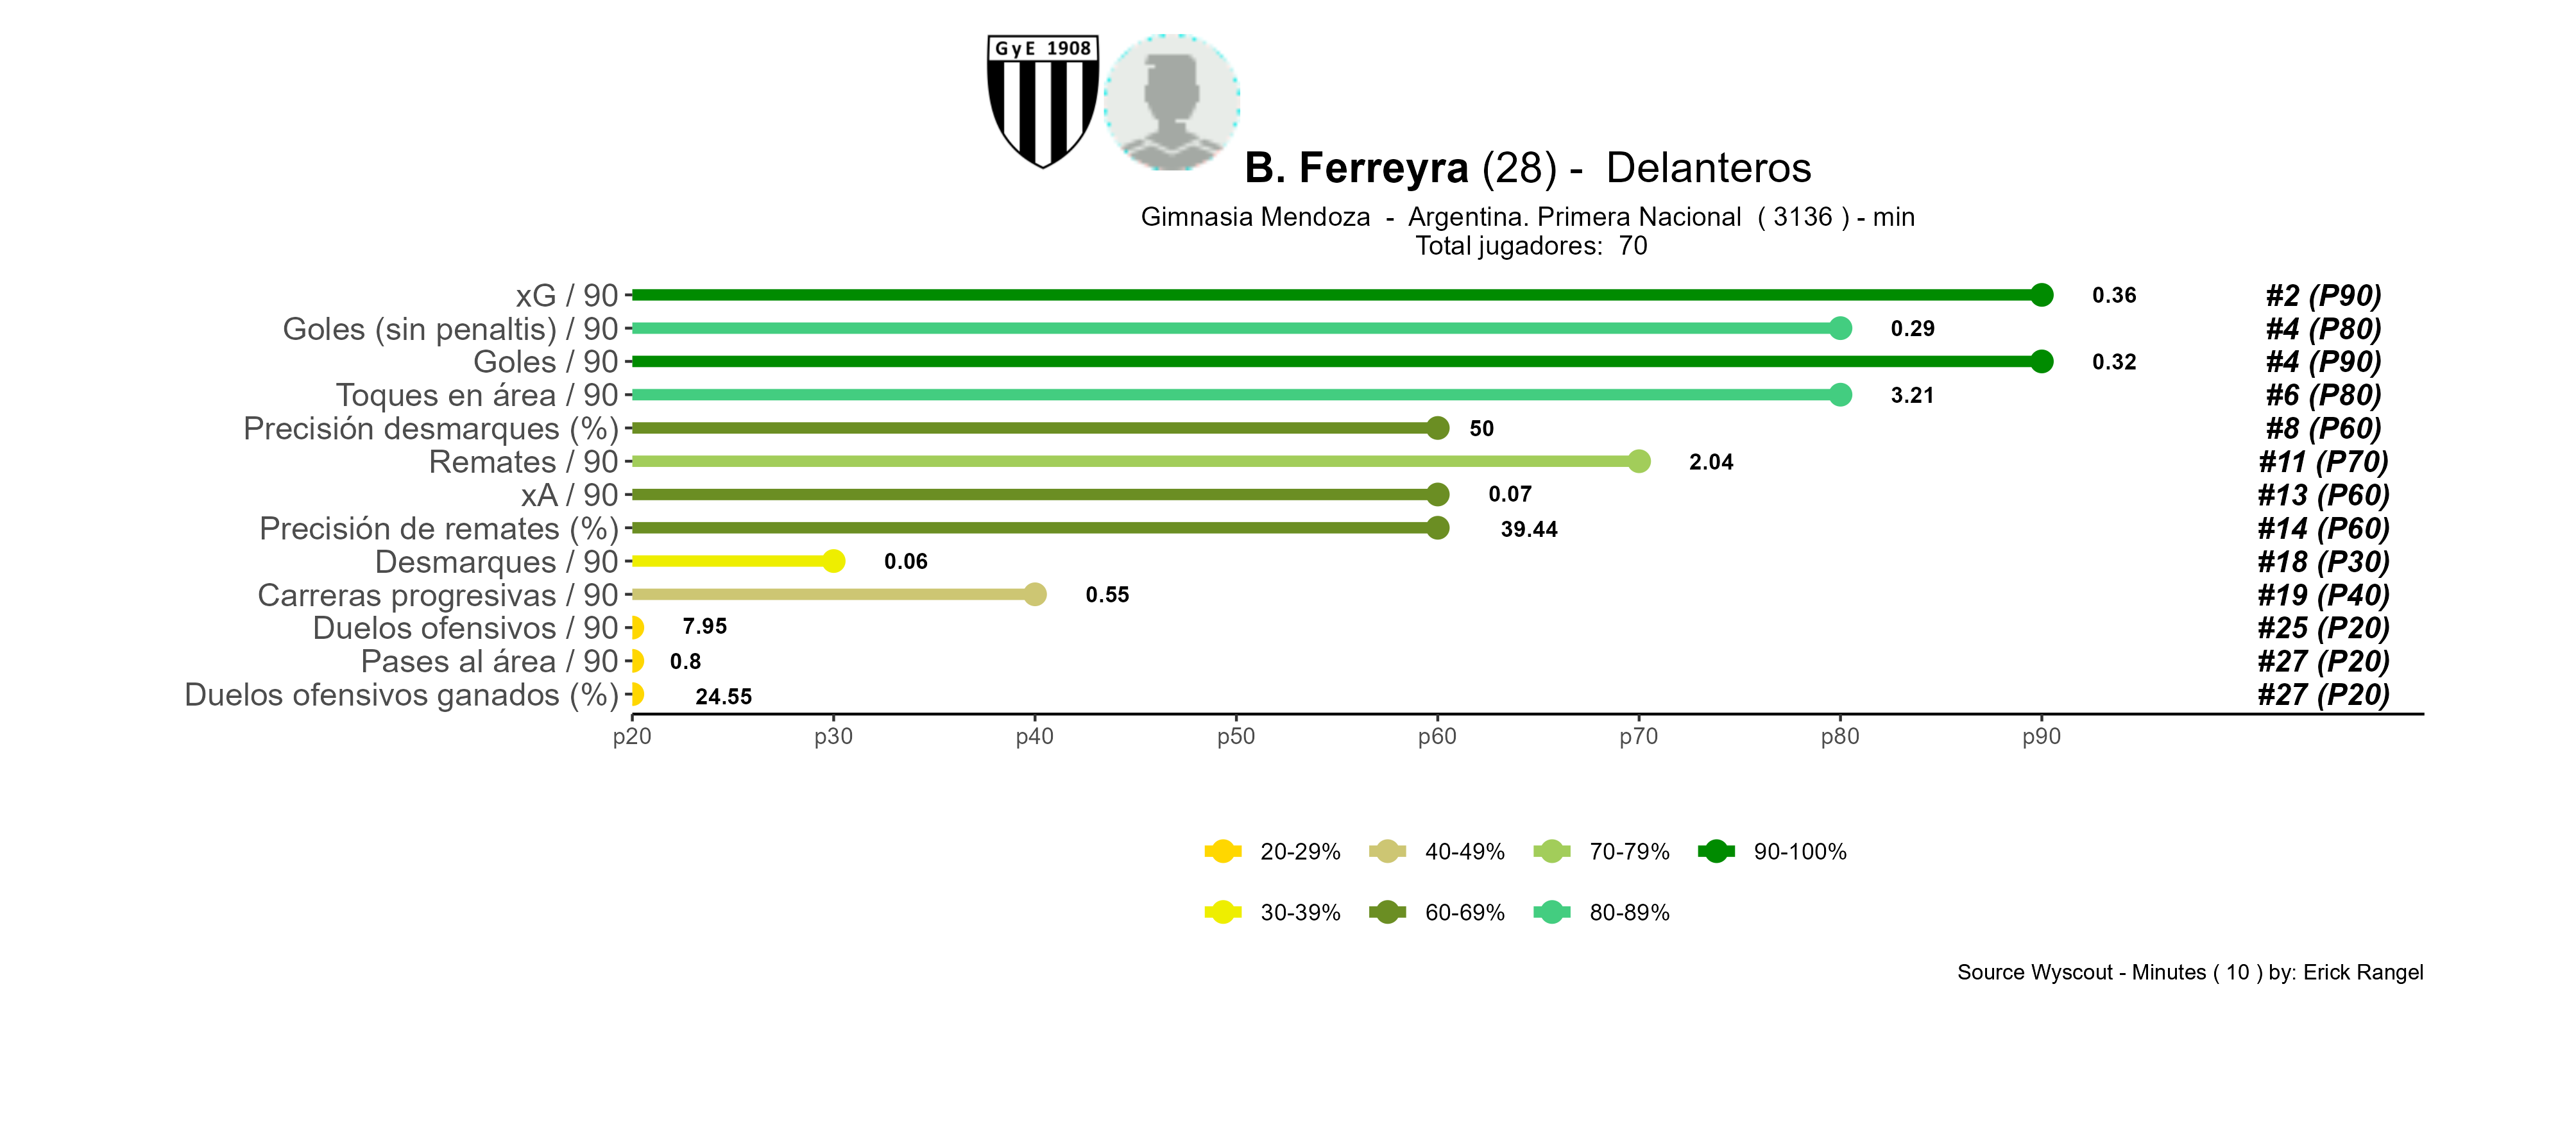 GyE 1908
B. Ferreyra (28) - Delanteros
Gimnasia Mendoza - Argentina. Primera Nacional ( 3136 ) - min
Total jugadores: 70
xG / 90 0.36 #2 (P90)
Goles (sin penaltis) / 90 0.29 #4 (P80)
Goles / 90 0.32 #4 (P90)
Toques en área / 90 3.21 #6 (P80)
Precisión desmarques (%) 50 #8 (P60)
Remates / 90 2.04 #11 (P70)
xA / 90 0.07 #13 (P60)
Precisión de remates (%) 39.44 #14 (P60)
Desmarques / 90 0.06 #18 (P30)
Carreras progresivas / 90 0.55 #19 (P40)
Duelos ofensivos / 90 7.95 #25 (P20)
Pases al área / 90 0.8 #27 (P20)
Duelos ofensivos ganados (%) 24.55 #27 (P20)
p20 p30 p40 p50 p60 p70 p80 p90
20-29% 40-49% 70-79% 90-100%
30-39% 60-69% 80-89%
Source Wyscout - Minutes ( 10 ) by: Erick Rangel